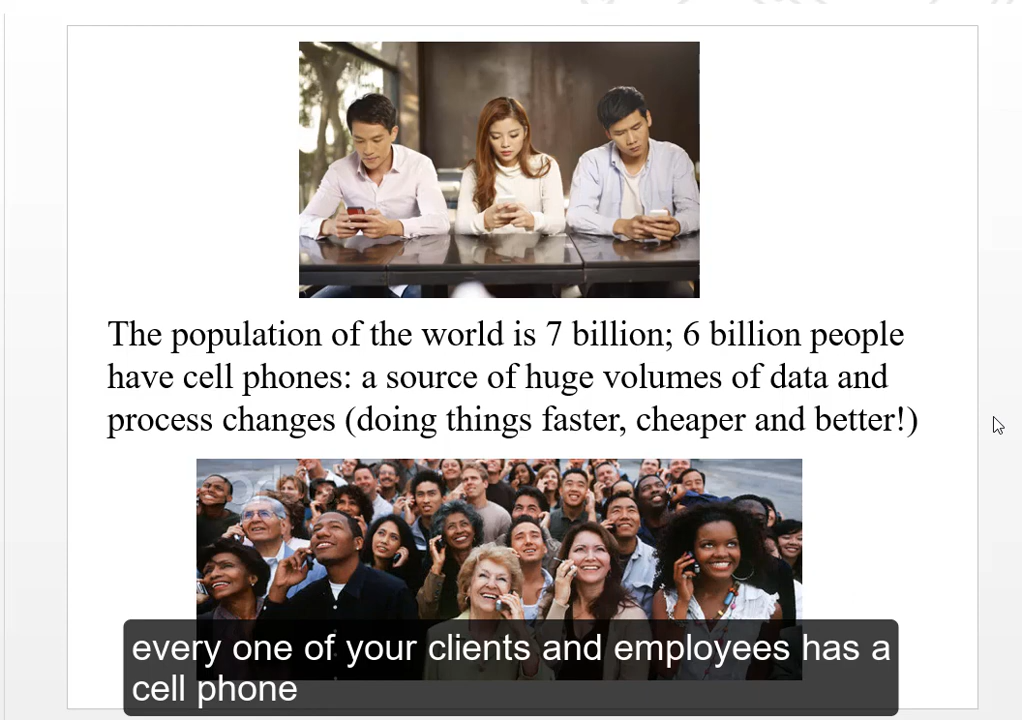 The population of the world is 7 billion; 6 billion people
have cell phones: a source of huge volumes of data and
process changes (doing things faster, cheaper and better!)
every one of your clients and employees has a
cell phone